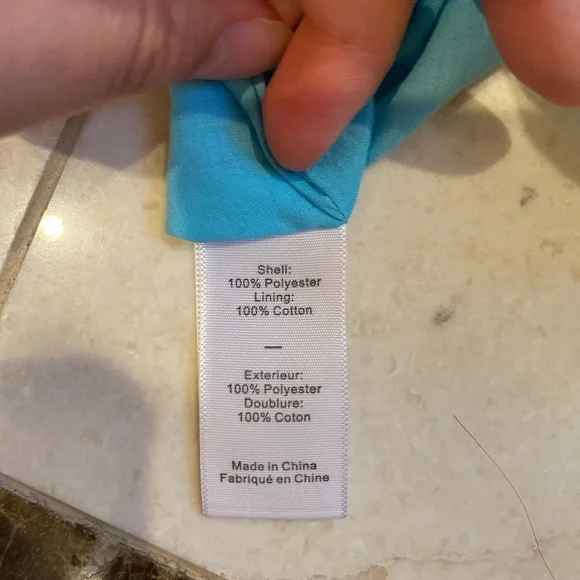 Shell:
100% Polyester
Lining:
100% Cotton
—
Exterieur:
100% Polyester
Doublure:
100% Coton
Made in China
Fabriqué en Chine